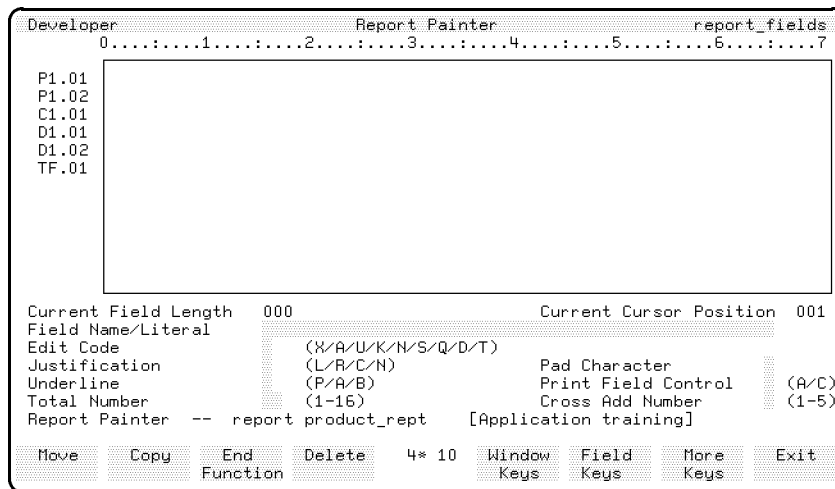 Developer Report Painter report_fields
0....:....1....:....2....:....3....:....4....:....5....:....6....:....7
P1.01
P1.02
C1.01
D1.01
D1.02
TF.01
Current Field Length 000 Current Cursor Position 001
Field Name/Literal
Edit Code (X/A/U/K/N/S/Q/D/T)
Justification (L/R/C/N) Pad Character
Underline (P/A/B) Print Field Control (A/C)
Total Number (1-16) Cross Add Number (1-5)
Report Painter -- report product_rept [Application training]
Move Copy End Function Delete 4* 10 Window Keys Field Keys More Keys Exit